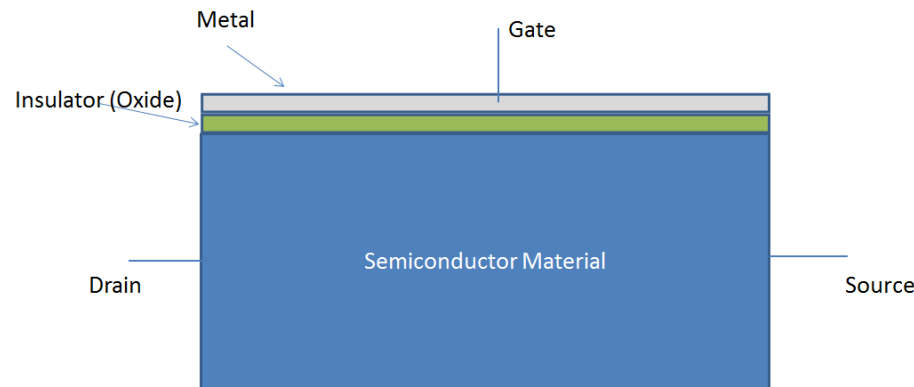 Metal
Gate
Insulator (Oxide)
Semiconductor Material
Drain
Source